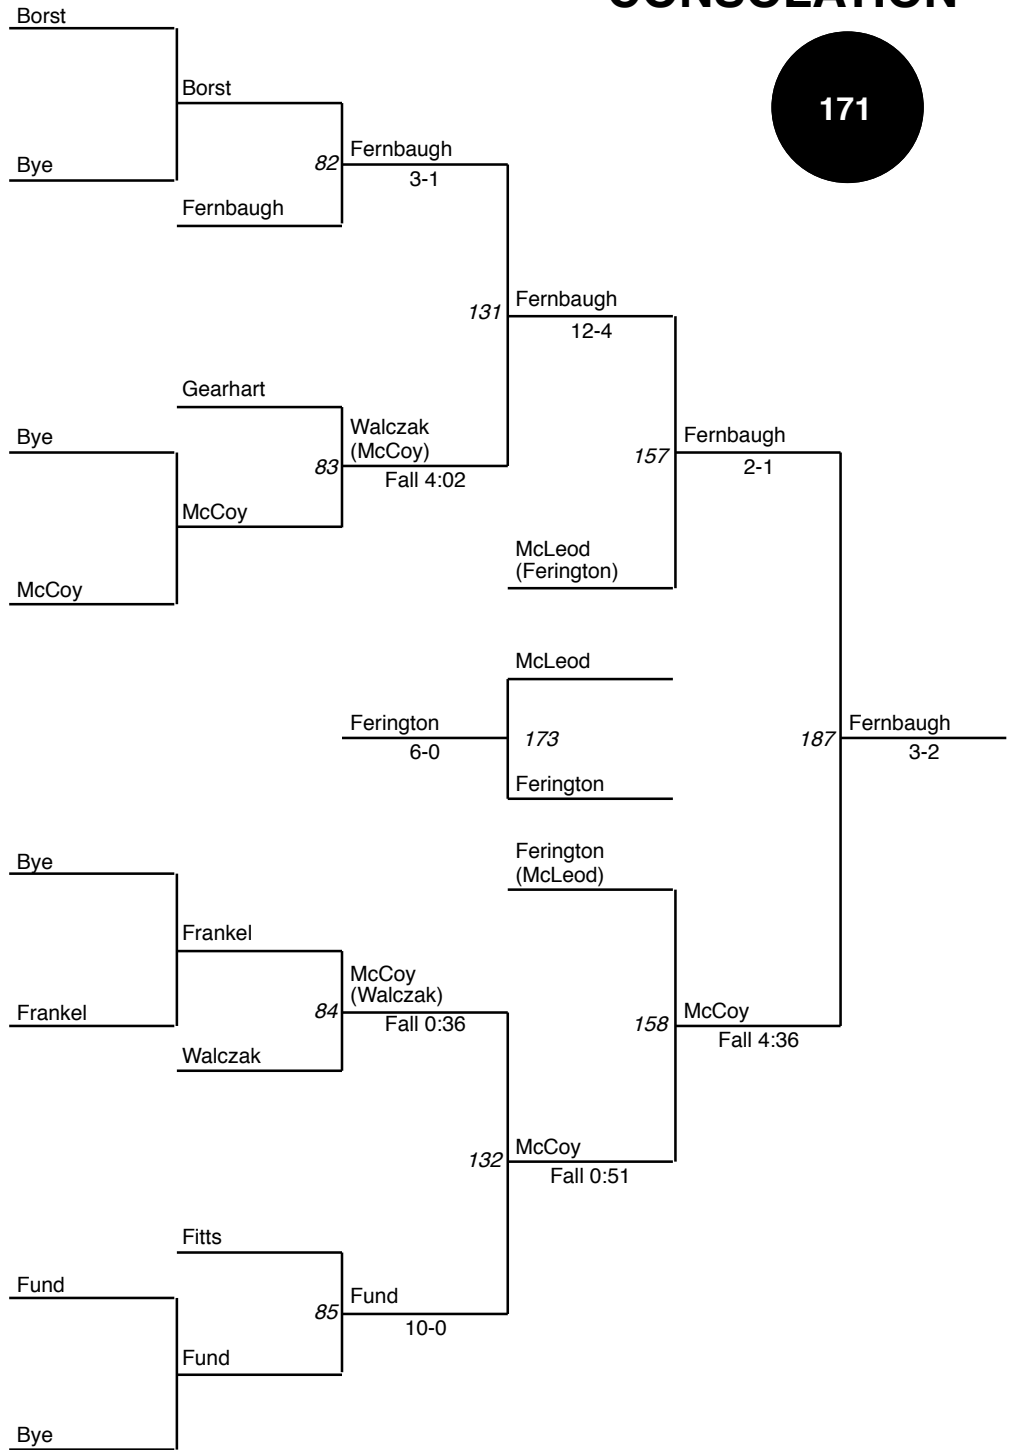 CONSOLATION
Borst
171
Borst
82
Fernbaugh
3-1
Bye
Fernbaugh
131
Fernbaugh
12-4
Gearhart
Bye
Walczak
(McCoy)
83
Fall 4:02
157
Fernbaugh
2-1
McCoy
McLeod
(Ferington)
McCoy
McLeod
Ferington
6-0
173
187
Fernbaugh
3-2
Ferington
Ferington
(McLeod)
Bye
Frankel
McCoy
(Walczak)
84
Fall 0:36
Frankel
158
McCoy
Fall 4:36
Walczak
132
McCoy
Fall 0:51
Fitts
Fund
85
Fund
10-0
Fund
Bye